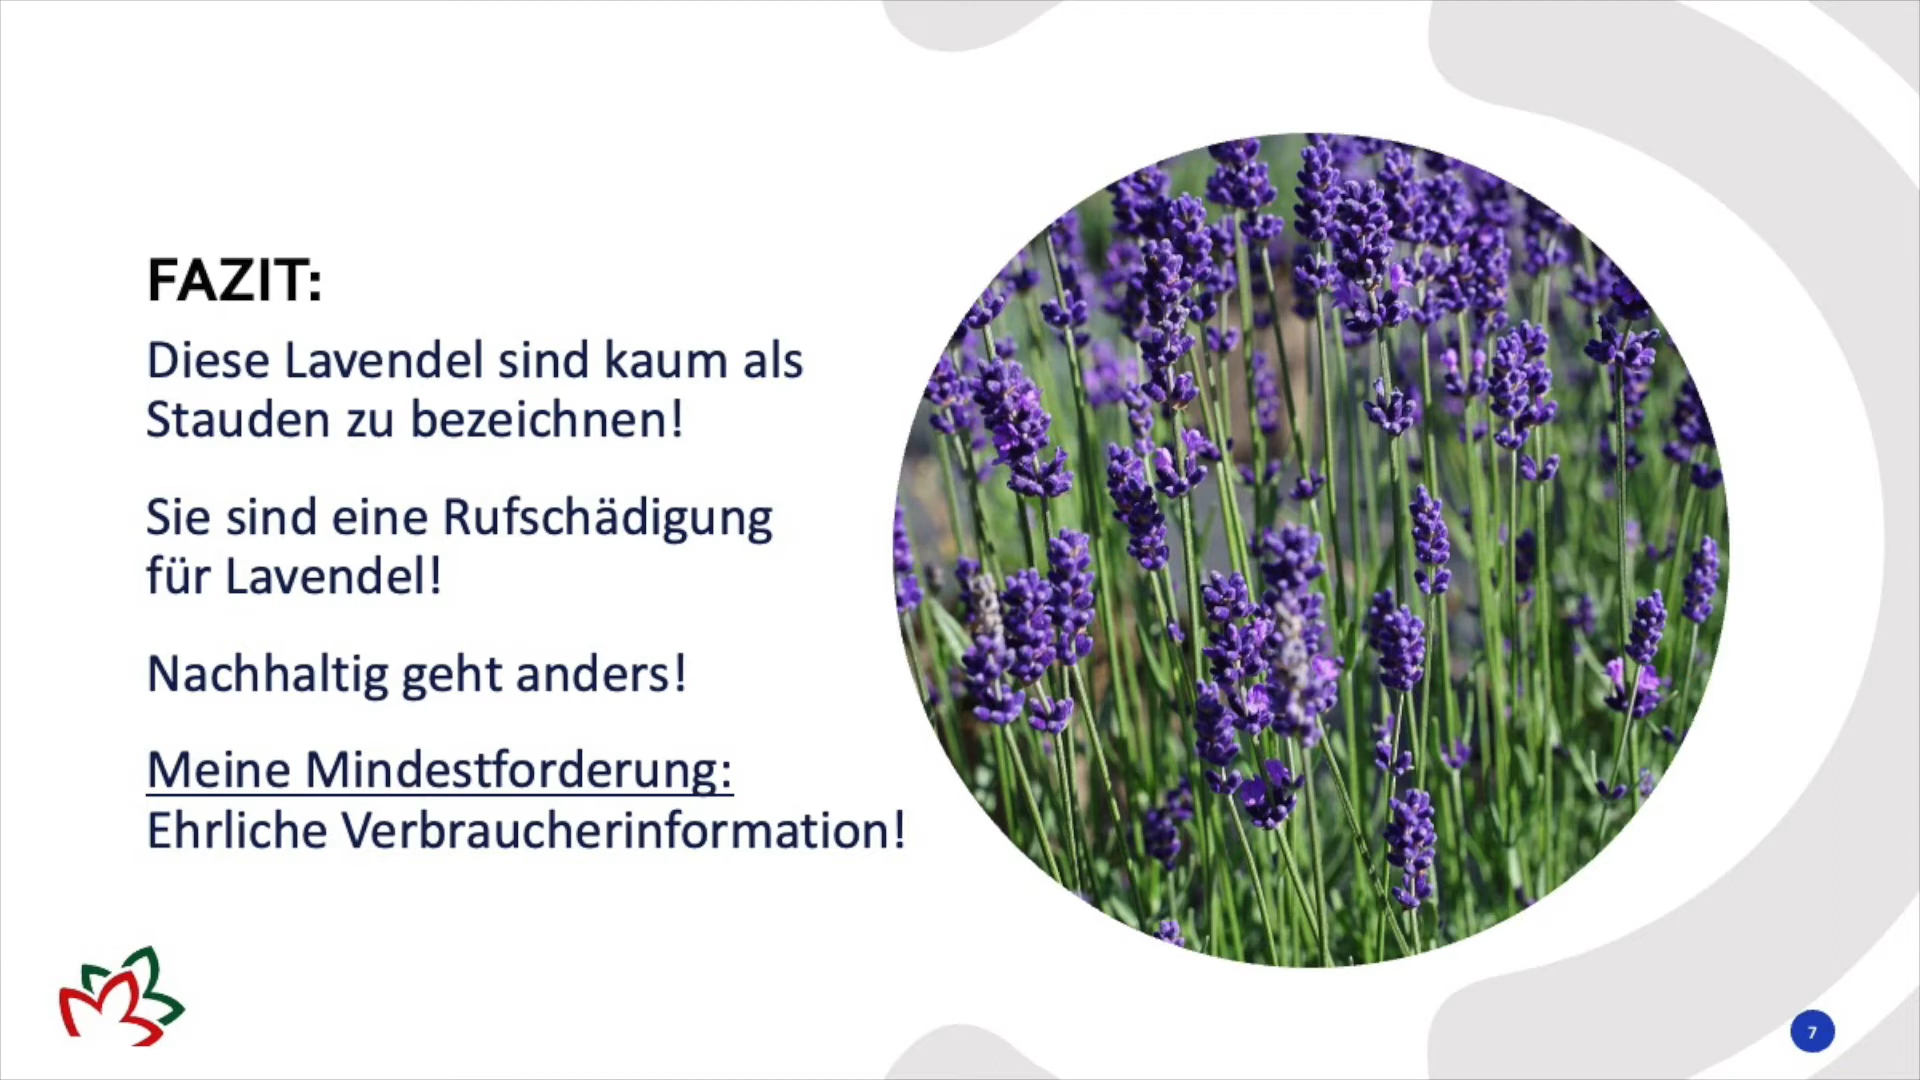 FAZIT:
Diese Lavendel sind kaum als
Stauden zu bezeichnen!
Sie sind eine Rufschädigung
für Lavendel!
Nachhaltig geht anders!
Meine Mindestforderung:
Ehrliche Verbraucherinformation!
7